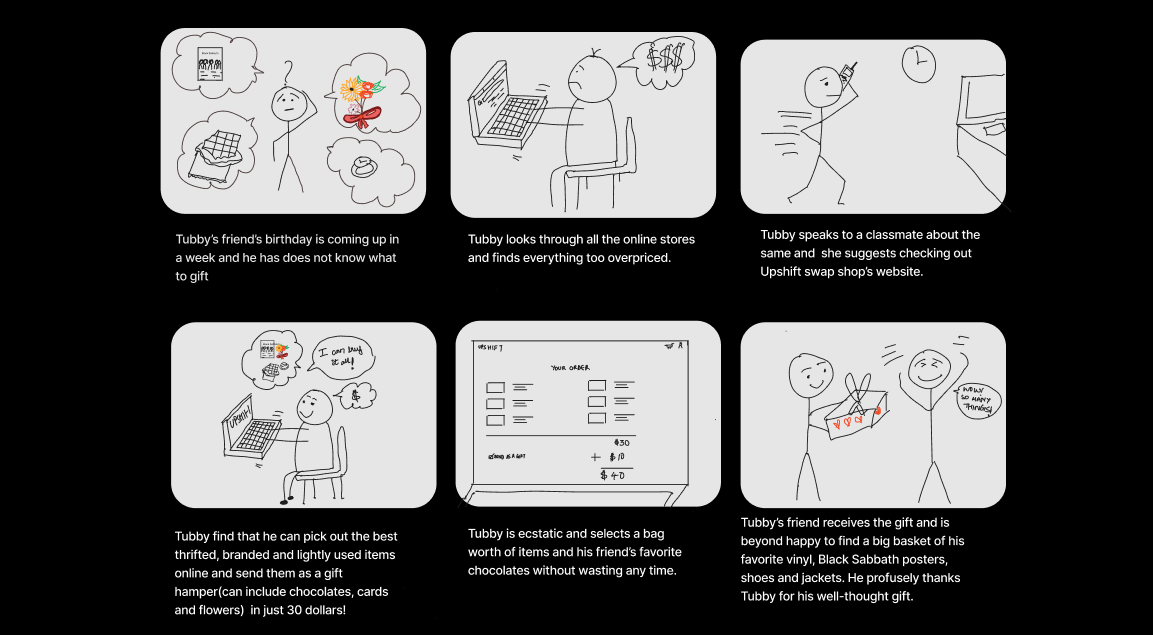 ?
$$$
Tubby's friend's birthday is coming up in
a week and he has does not know what
to gift
Tubby looks through all the online stores
and finds everything too overpriced.
Tubby speaks to a classmate about the
same and  she suggests checking out
Upshift swap shop's website.
I can buy
it all!
$
UPSHIFT
UPSHIFT
YOUR ORDER
$30
+ $10
$40
WOW!
SO MANY
THINGS!
Tubby find that he can pick out the best
thrifted, branded and lightly used items
online and send them as a gift
hamper(can include chocolates, cards
and flowers)  in just 30 dollars!
Tubby is ecstatic and selects a bag
worth of items and his friend's favorite
chocolates without wasting any time.
Tubby's friend receives the gift and is
beyond happy to find a big basket of his
favorite vinyl, Black Sabbath posters,
shoes and jackets. He profusely thanks
Tubby for his well-thought gift.